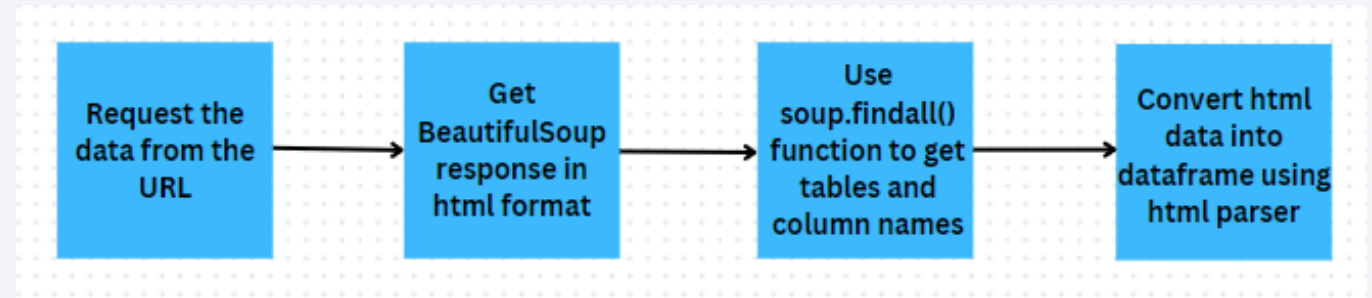 Request the
data from the
URL
Get
BeautifulSoup
response in
html format
Use
soup.findall()
function to get
tables and
column names
Convert html
data into
dataframe using
html parser